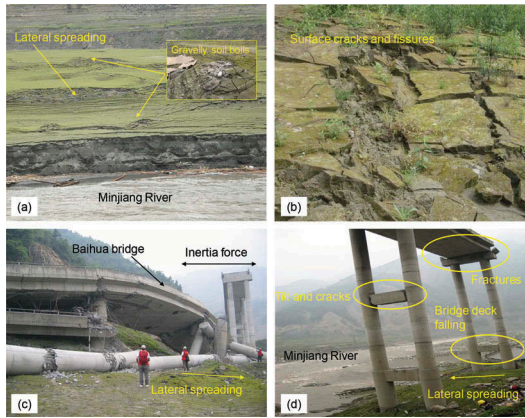 Lateral spreading
Gravelly soil boils
Minjiang River
(a)
Surface cracks and fissures
(b)
Baihua bridge
Inertia force
Lateral spreading
(c)
Fractures
Tilt and cracks
Bridge deck
falling
Minjiang River
Lateral spreading
(d)